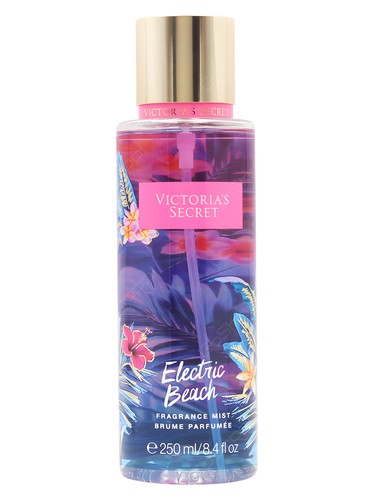 VICTORIA'S SECRET
VICTORIA'S
SECRET
Electric
Beach
FRAGRANCE MIST
BRUME PARFUMÉE
℮ 250 ml/8.4 fl oz